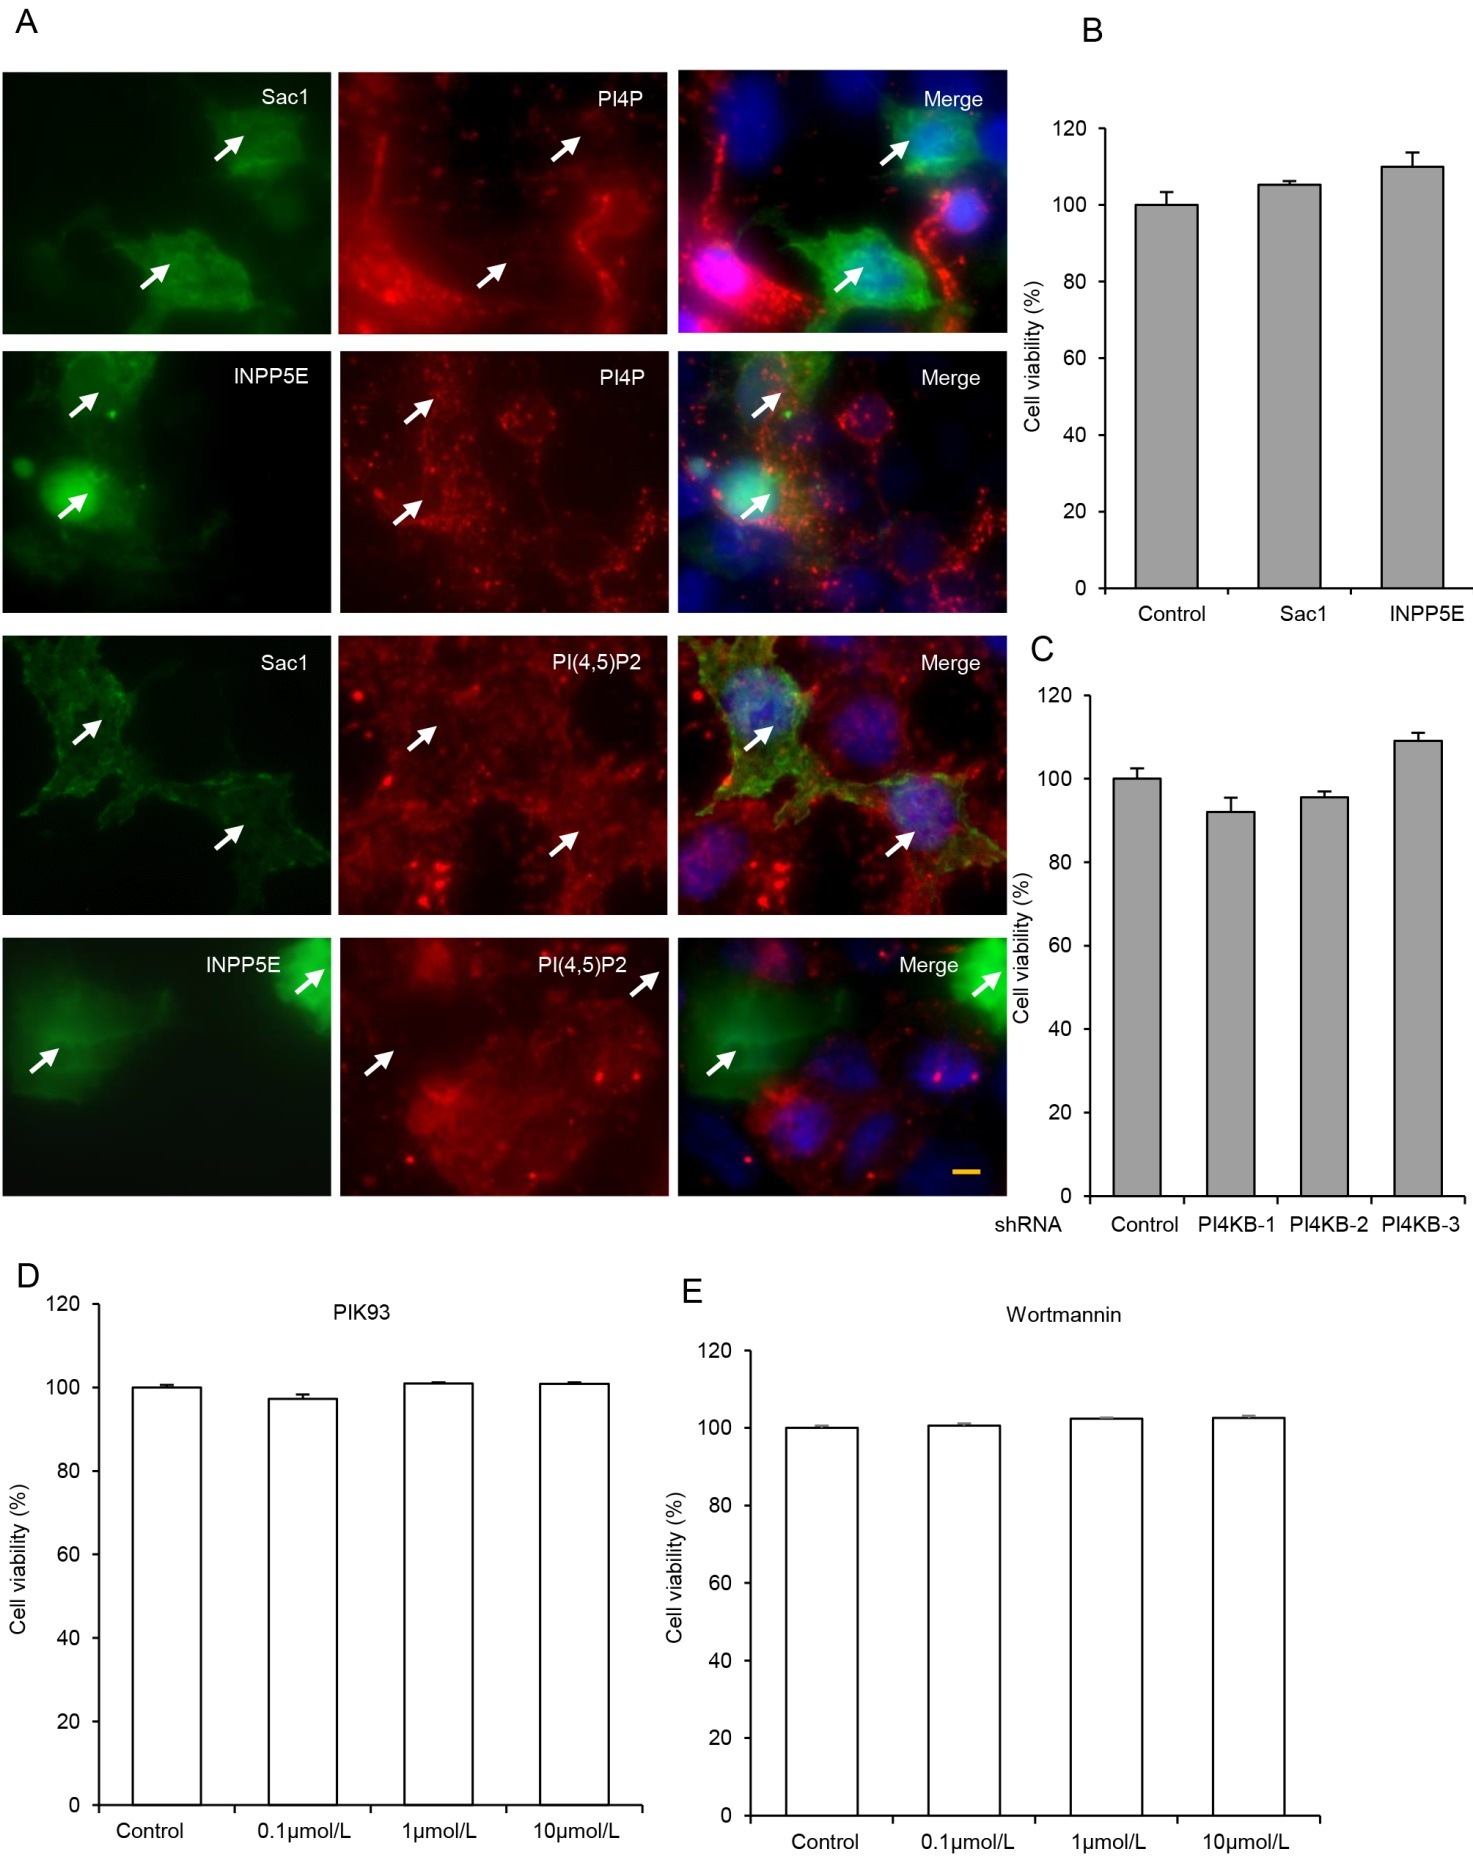 A
Sac1
PI4P
Merge
INPP5E
PI4P
Merge
Sac1
PI(4,5)P2
Merge
INPP5E
PI(4,5)P2
Merge
B
120
100
80
60
40
20
0
Cell viability (%)
Control
Sac1
INPP5E
C
120
100
80
60
40
20
0
Cell viability (%)
shRNA
Control
PI4KB-1
PI4KB-2
PI4KB-3
D
PIK93
120
100
80
60
40
20
0
Cell viability (%)
Control
0.1μmol/L
1μmol/L
10μmol/L
E
Wortmannin
120
100
80
60
40
20
0
Cell viability (%)
Control
0.1μmol/L
1μmol/L
10μmol/L